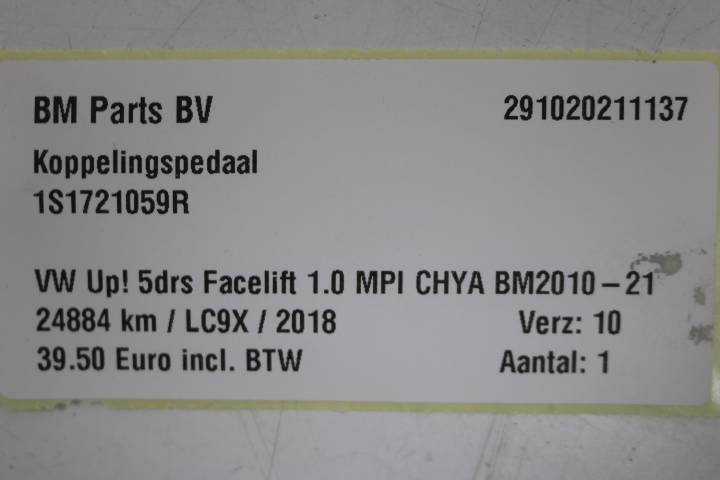 BM Parts BV 291020211137
Koppelingspedaal
1S1721059R
VW Up! 5drs Facelift 1.0 MPI CHYA BM2010-21
24884 km / LC9X / 2018 Verz: 10
39.50 Euro incl. BTW Aantal: 1